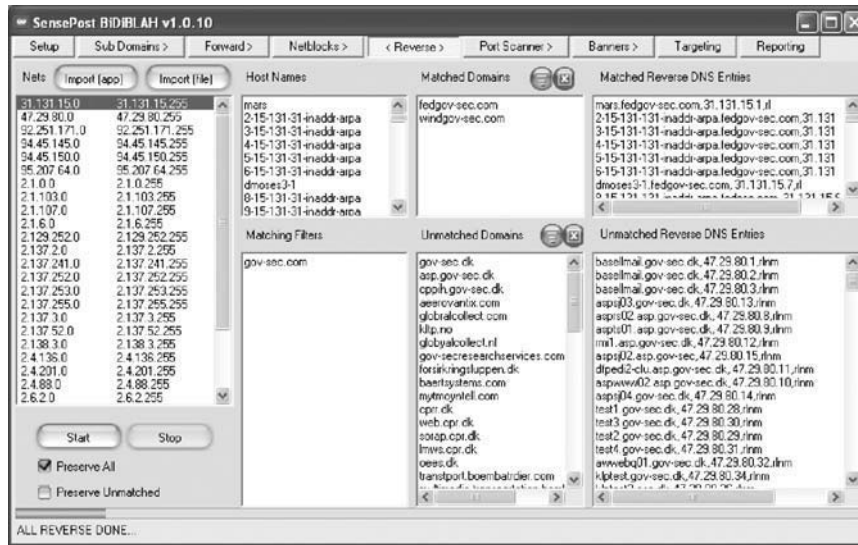 SensePost BiDiBLAH v1.0.10
Setup Sub Domains > Forward > Netblocks > < Reverse > Port Scanner > Banners > Targeting Reporting
Nets Import (app) Import (file)
31.131.15.0 31.131.15.255
47.29.80.0 47.29.80.255
92.251.171.0 92.251.171.255
94.45.145.0 94.45.145.255
94.45.150.0 94.45.150.255
95.207.64.0 95.207.64.255
2.1.0.0 2.1.0.255
2.1.103.0 2.1.103.255
2.1.107.0 2.1.107.255
2.1.6.0 2.1.6.255
2.129.252.0 2.129.252.255
2.137.2.0 2.137.2.255
2.137.241.0 2.137.241.255
2.137.252.0 2.137.252.255
2.137.253.0 2.137.253.255
2.137.255.0 2.137.255.255
2.137.3.0 2.137.3.255
2.137.52.0 2.137.52.255
2.138.3.0 2.138.3.255
2.4.136.0 2.4.136.255
2.4.201.0 2.4.201.255
2.4.88.0 2.4.88.255
2.6.2.0 2.6.2.255
Start Stop
Preserve All
Preserve Unmatched
Host Names
mars
2-15-131-31-inaddr-arpa
3-15-131-31-inaddr-arpa
4-15-131-31-inaddr-arpa
5-15-131-31-inaddr-arpa
6-15-131-31-inaddr-arpa
dmoses3-1
8-15-131-31-inaddr-arpa
9-15-131-31-inaddr-arpa
Matched Domains
fedgov-sec.com
windgov-sec.com
Matched Reverse DNS Entries
mars.fedgov-sec.com,31.131.15.1,rl
2-15-131-131-inaddr-arpa.fedgov-sec.com,31.131
3-15-131-131-inaddr-arpa.fedgov-sec.com,31.131
4-15-131-131-inaddr-arpa.fedgov-sec.com,31.131
5-15-131-131-inaddr-arpa.fedgov-sec.com,31.131
6-15-131-131-inaddr-arpa.fedgov-sec.com,31.131
dmoses3-1.fedgov-sec.com, 31.131.15.7,rl
Matching Filters
gov-sec.com
Unmatched Domains
gov-sec.dk
asp.gov-sec.dk
cppih.gov-sec.dk
aeerovantix.com
globralcollect.com
kltp.no
globyalcollect.nl
gov-secresearchservices.com
forsirkringsluppen.dk
baertsystems.com
mytmoyntell.com
cprr.dk
web.cpr.dk
sorap.cpr.dk
lmws.cpr.dk
oees.dk
transtport.boembatrdier.com
Unmatched Reverse DNS Entries
basellmail.gov-sec.dk,47.29.80.1,rlnm
basellmail.gov-sec.dk,47.29.80.2,rlnm
basellmail.gov-sec.dk,47.29.80.3,rlnm
aspsj03.gov-sec.dk,47.29.80.13,rlnm
asprs02.asp.gov-sec.dk,47.29.80.8,rlnm
aspts01.asp.gov-sec.dk,47.29.80.9,rlnm
rmi1.asp.gov-sec.dk,47.29.80.12,rlnm
aspsj02.asp.gov-sec,47.29.80.15,rlnm
dfpedi2-clu.asp.gov-sec.dk,47.29.80.11,rlnm
aspwww02.asp.gov-sec.dk,47.29.80.10,rlnm
aspsj04.gov-sec.dk,47.29.80.14,rlnm
test1.gov-sec.dk,47.29.80.28,rlnm
test3.gov-sec.dk,47.29.80.30,rlnm
test2.gov-sec.dk,47.29.80.29,rlnm
test4.gov-sec.dk,47.29.80.31,rlnm
awwebq01.gov-sec.dk,47.29.80.32,rlnm
klptest.gov-sec.dk,47.29.80.34,rlnm
ALL REVERSE DONE...